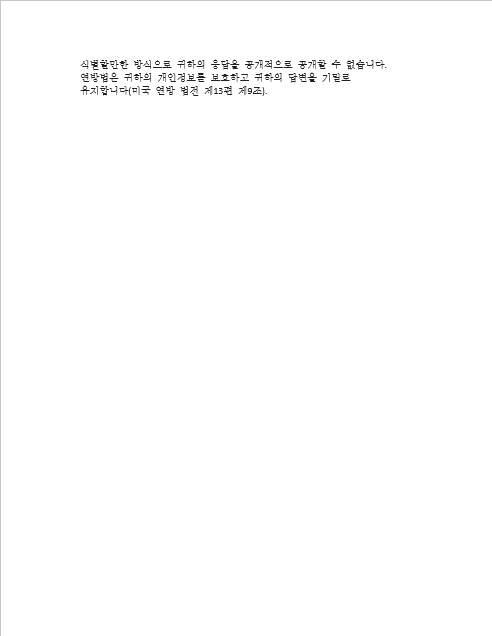 식별할만한 방식으로 귀하의 응답을 공개적으로 공개할 수 없습니다.
연방법은 귀하의 개인정보를 보호하고 귀하의 답변을 기밀로
유지합니다(미국 연방 법전 제13편 제9조).